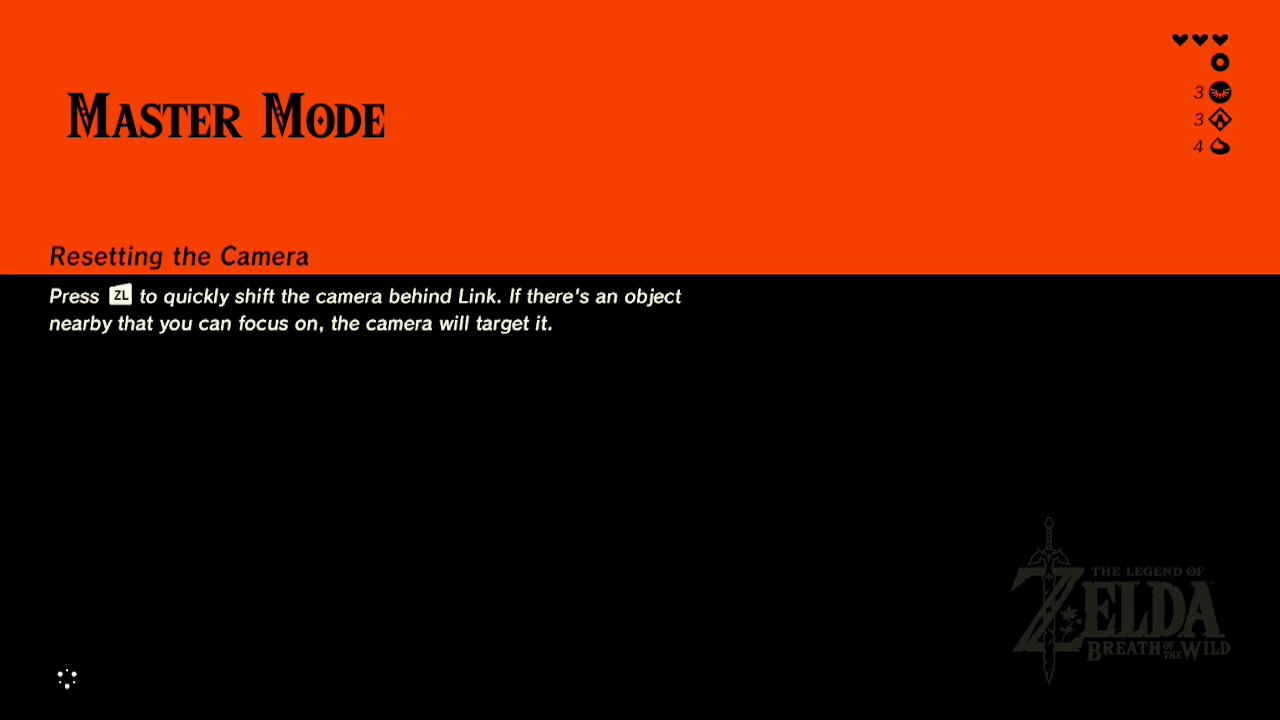 Master Mode
3
3
4
Resetting the Camera
Press ZL to quickly shift the camera behind Link. If there's an object
nearby that you can focus on, the camera will target it.
THE LEGEND OF
ZELDA
BREATH OF THE WILD